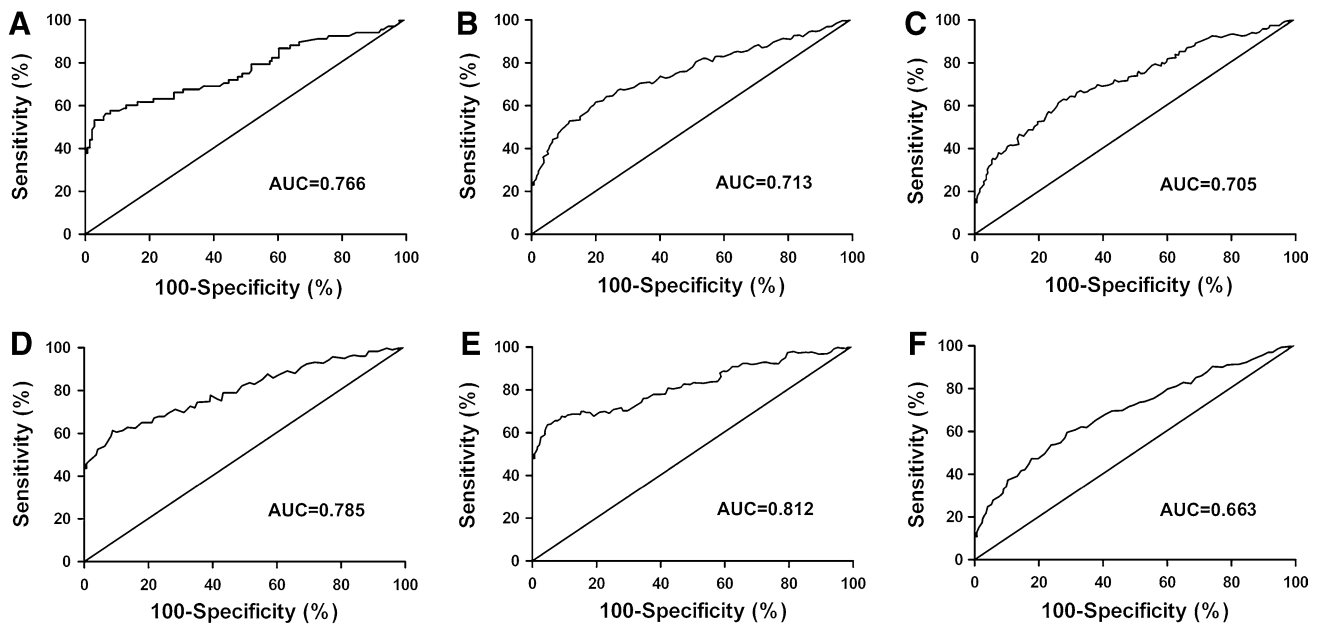 A
100
80
60
40
20
0
Sensitivity (%)
AUC=0.766
0 20 40 60 80 100
100-Specificity (%)
B
100
80
60
40
20
0
Sensitivity (%)
AUC=0.713
0 20 40 60 80 100
100-Specificity (%)
C
100
80
60
40
20
0
Sensitivity (%)
AUC=0.705
0 20 40 60 80 100
100-Specificity (%)
D
100
80
60
40
20
0
Sensitivity (%)
AUC=0.785
0 20 40 60 80 100
100-Specificity (%)
E
100
80
60
40
20
0
Sensitivity (%)
AUC=0.812
0 20 40 60 80 100
100-Specificity (%)
F
100
80
60
40
20
0
Sensitivity (%)
AUC=0.663
0 20 40 60 80 100
100-Specificity (%)